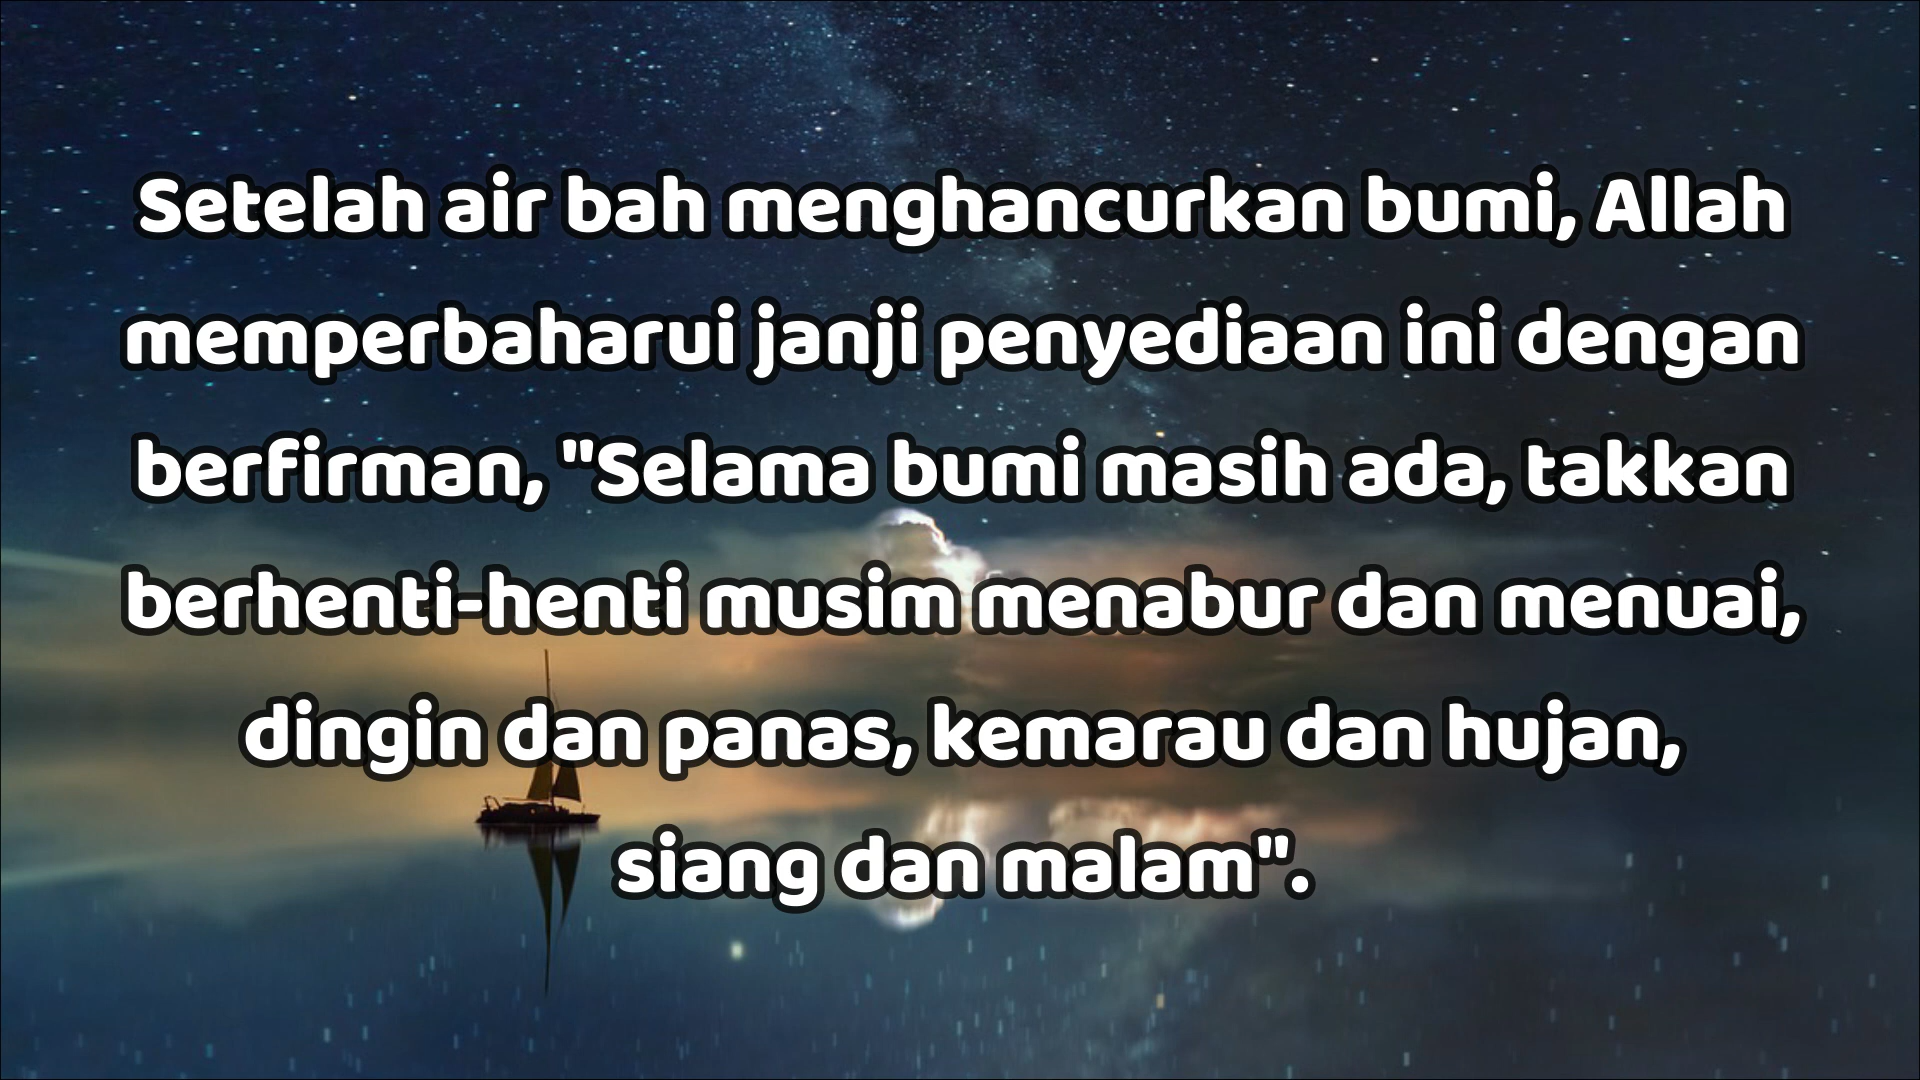 Setelah air bah menghancurkan bumi, Allah
memperbaharui janji penyediaan ini dengan
berfirman, "Selama bumi masih ada, takkan
berhenti-henti musim menabur dan menuai,
dingin dan panas, kemarau dan hujan,
siang dan malam".